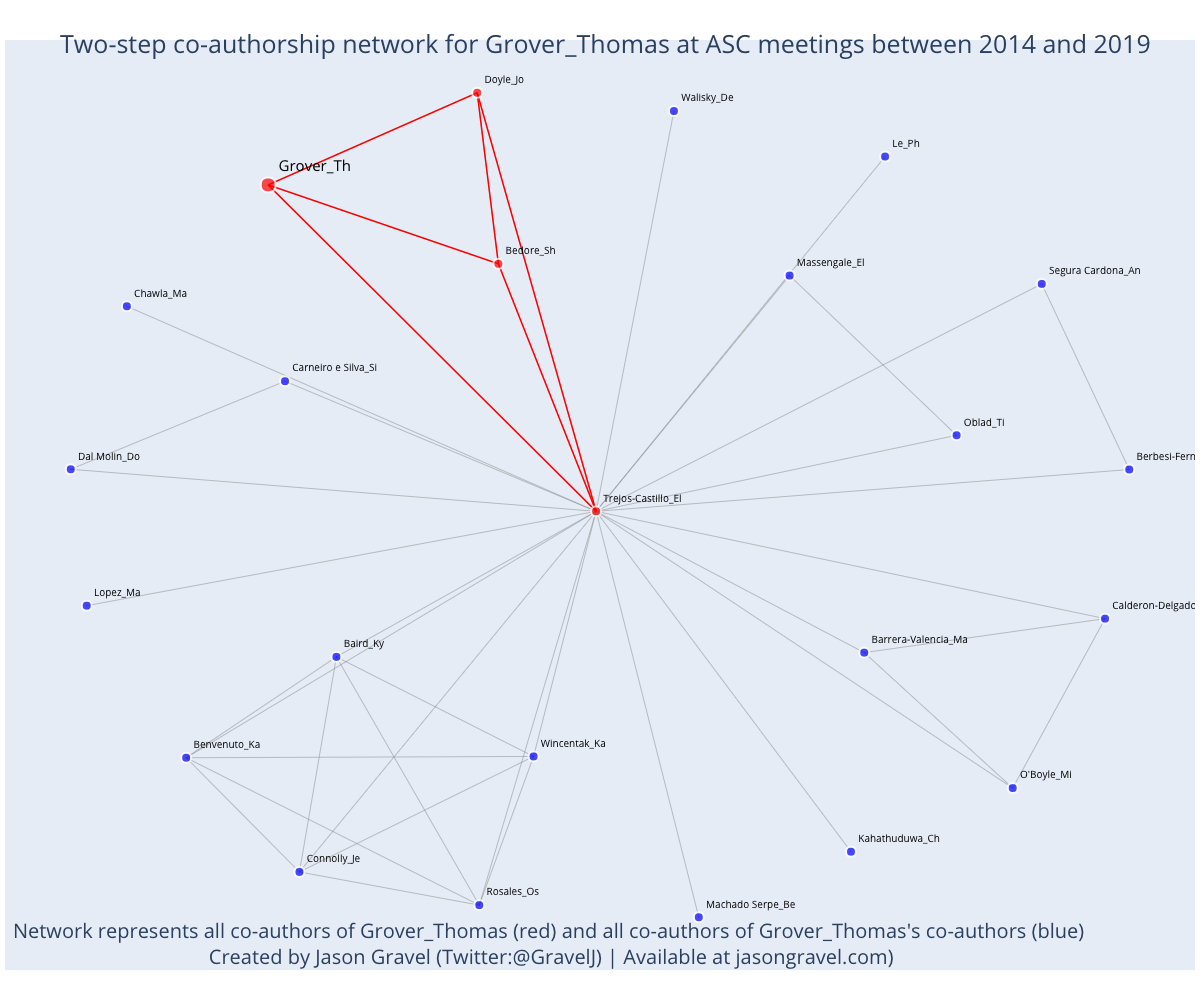 Two-step co-authorship network for Grover_Thomas at ASC meetings between 2014 and 2019
Doyle_Jo
Walisky_De
Le_Ph
Grover_Th
Bedore_Sh
Massengale_El
Segura Cardona_An
Chawla_Ma
Carneiro e Silva_Si
Oblad_Ti
Dal Molin_Do
Berbesi-Fern
Trejos-Castillo_El
Lopez_Ma
Calderon-Delgado
Baird_Ky
Barrera-Valencia_Ma
Benvenuto_Ka
Wincentak_Ka
O'Boyle_Mi
Kahathuduwa_Ch
Connolly_Je
Rosales_Os
Machado Serpe_Be
Network represents all co-authors of Grover_Thomas (red) and all co-authors of Grover_Thomas's co-authors (blue)
Created by Jason Gravel (Twitter:@GravelJ) | Available at jasongravel.com)